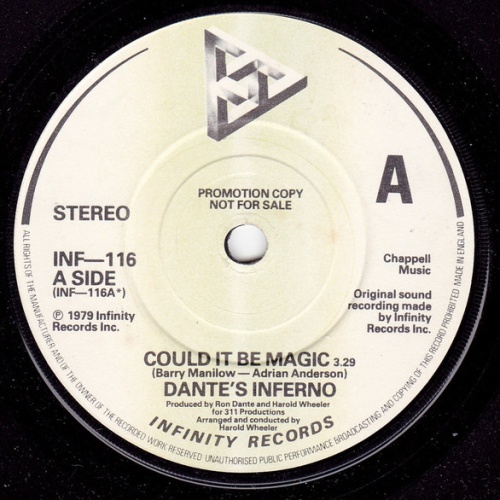 PROMOTION COPY
NOT FOR SALE
A
STEREO
INF—116
A SIDE
(INF—116A*)
℗ 1979 Infinity
Records Inc.
Chappell
Music
Original sound
recording made
by Infinity
Records Inc.
COULD IT BE MAGIC 3.29
(Barry Manilow — Adrian Anderson)
DANTE'S INFERNO
Produced by Ron Dante and Harold Wheeler
for 311 Productions
Arranged and conducted by
Harold Wheeler
INFINITY RECORDS
ALL RIGHTS OF THE MANUFACTURER AND OF THE OWNER OF THE RECORDED WORK RESERVED UNAUTHORISED PUBLIC PERFORMANCE BROADCASTING AND COPYING OF THIS RECORD PROHIBITED MADE IN ENGLAND